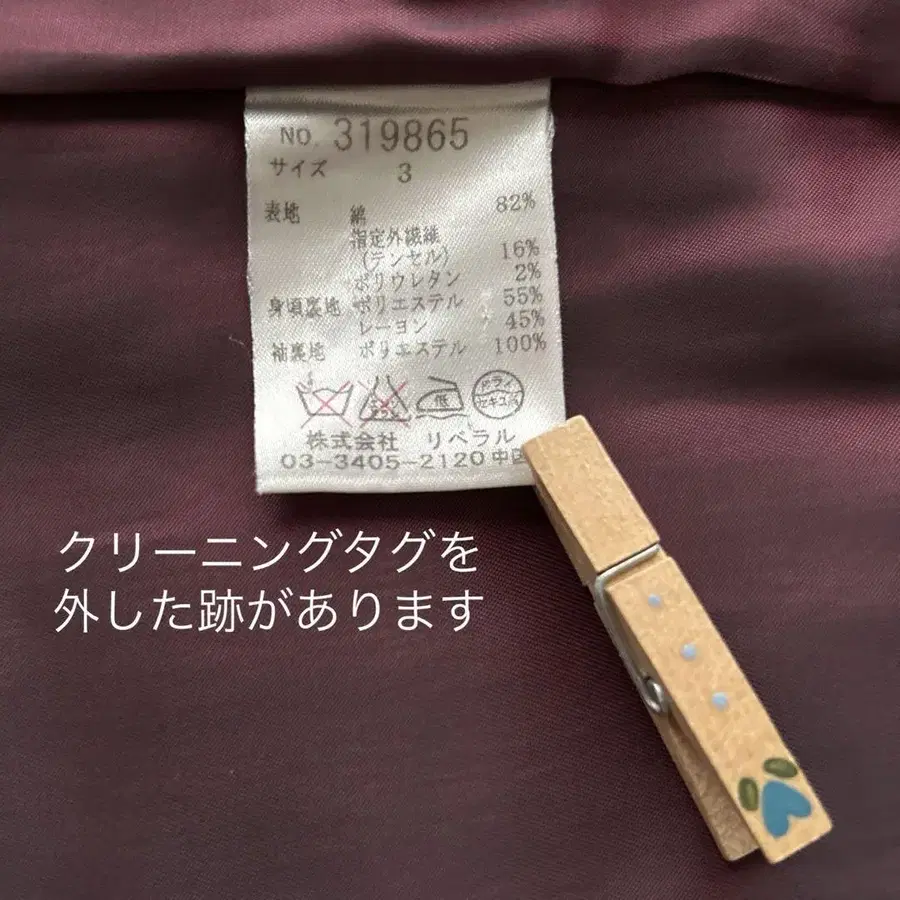 NO. 319865
サイズ 3
表地 綿 82%
指定外繊維
(テンセル) 16%
ポリウレタン 2%
身頃裏地 ポリエステル 55%
レーヨン 45%
袖裏地 ポリエステル 100%
低 ドライ
セキユ系
株式会社 リベラル
03-3405-2120 中国
クリーニングタグを
外した跡があります